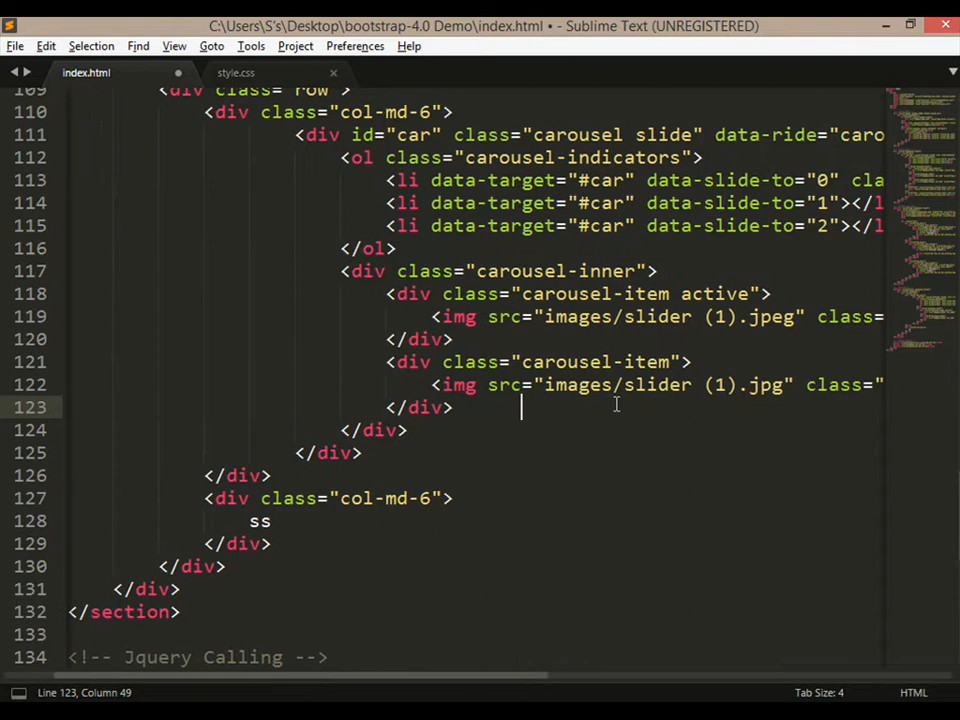 C:\Users\S's\Desktop\bootstrap-4.0 Demo\index.html • - Sublime Text (UNREGISTERED)
File Edit Selection Find View Goto Tools Project Preferences Help
index.html style.css
109 <div class="row">
110 <div class="col-md-6">
111 <div id="car" class="carousel slide" data-ride="caro
112 <ol class="carousel-indicators">
113 <li data-target="#car" data-slide-to="0" cla
114 <li data-target="#car" data-slide-to="1"></l
115 <li data-target="#car" data-slide-to="2"></l
116 </ol>
117 <div class="carousel-inner">
118 <div class="carousel-item active">
119 <img src="images/slider (1).jpeg" class=
120 </div>
121 <div class="carousel-item">
122 <img src="images/slider (1).jpg" class="
123 </div>
124 </div>
125 </div>
126 </div>
127 <div class="col-md-6">
128 ss
129 </div>
130 </div>
131 </div>
132 </section>
133
134 <!-- Jquery Calling -->
Line 123, Column 49 Tab Size: 4 HTML